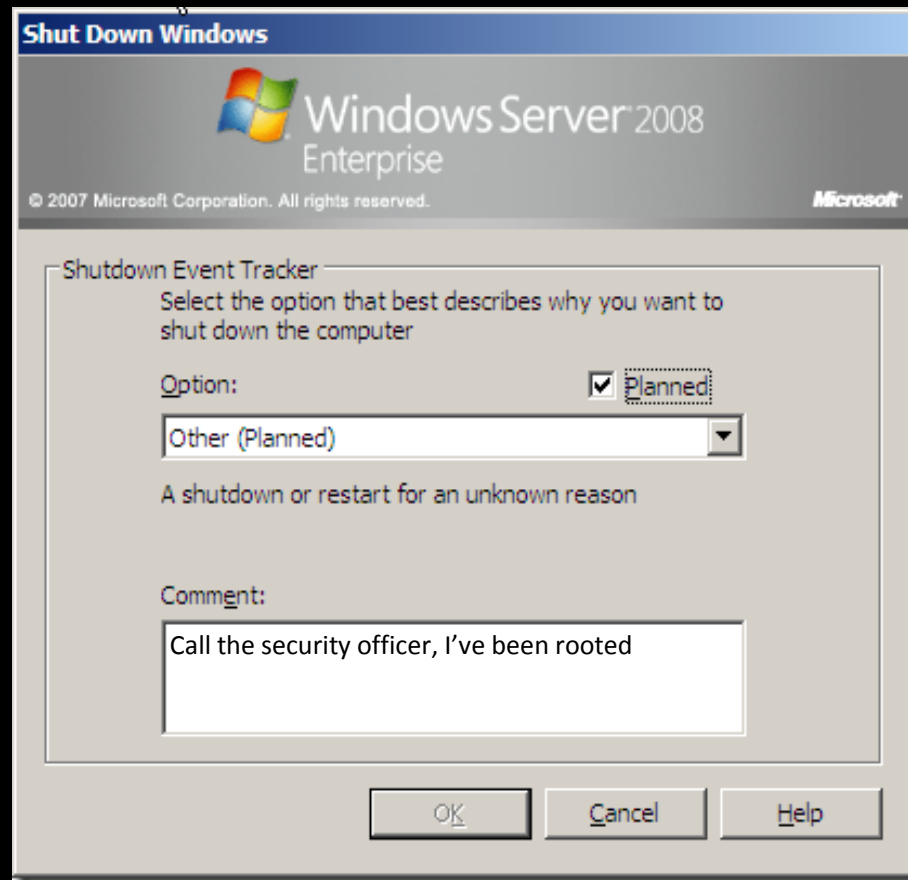 Shut Down Windows
Windows Server 2008
Enterprise
© 2007 Microsoft Corporation. All rights reserved.
Microsoft
Shutdown Event Tracker
Select the option that best describes why you want to
shut down the computer
Option:
Planned
Other (Planned)
A shutdown or restart for an unknown reason
Comment:
Call the security officer, I’ve been rooted
OK
Cancel
Help